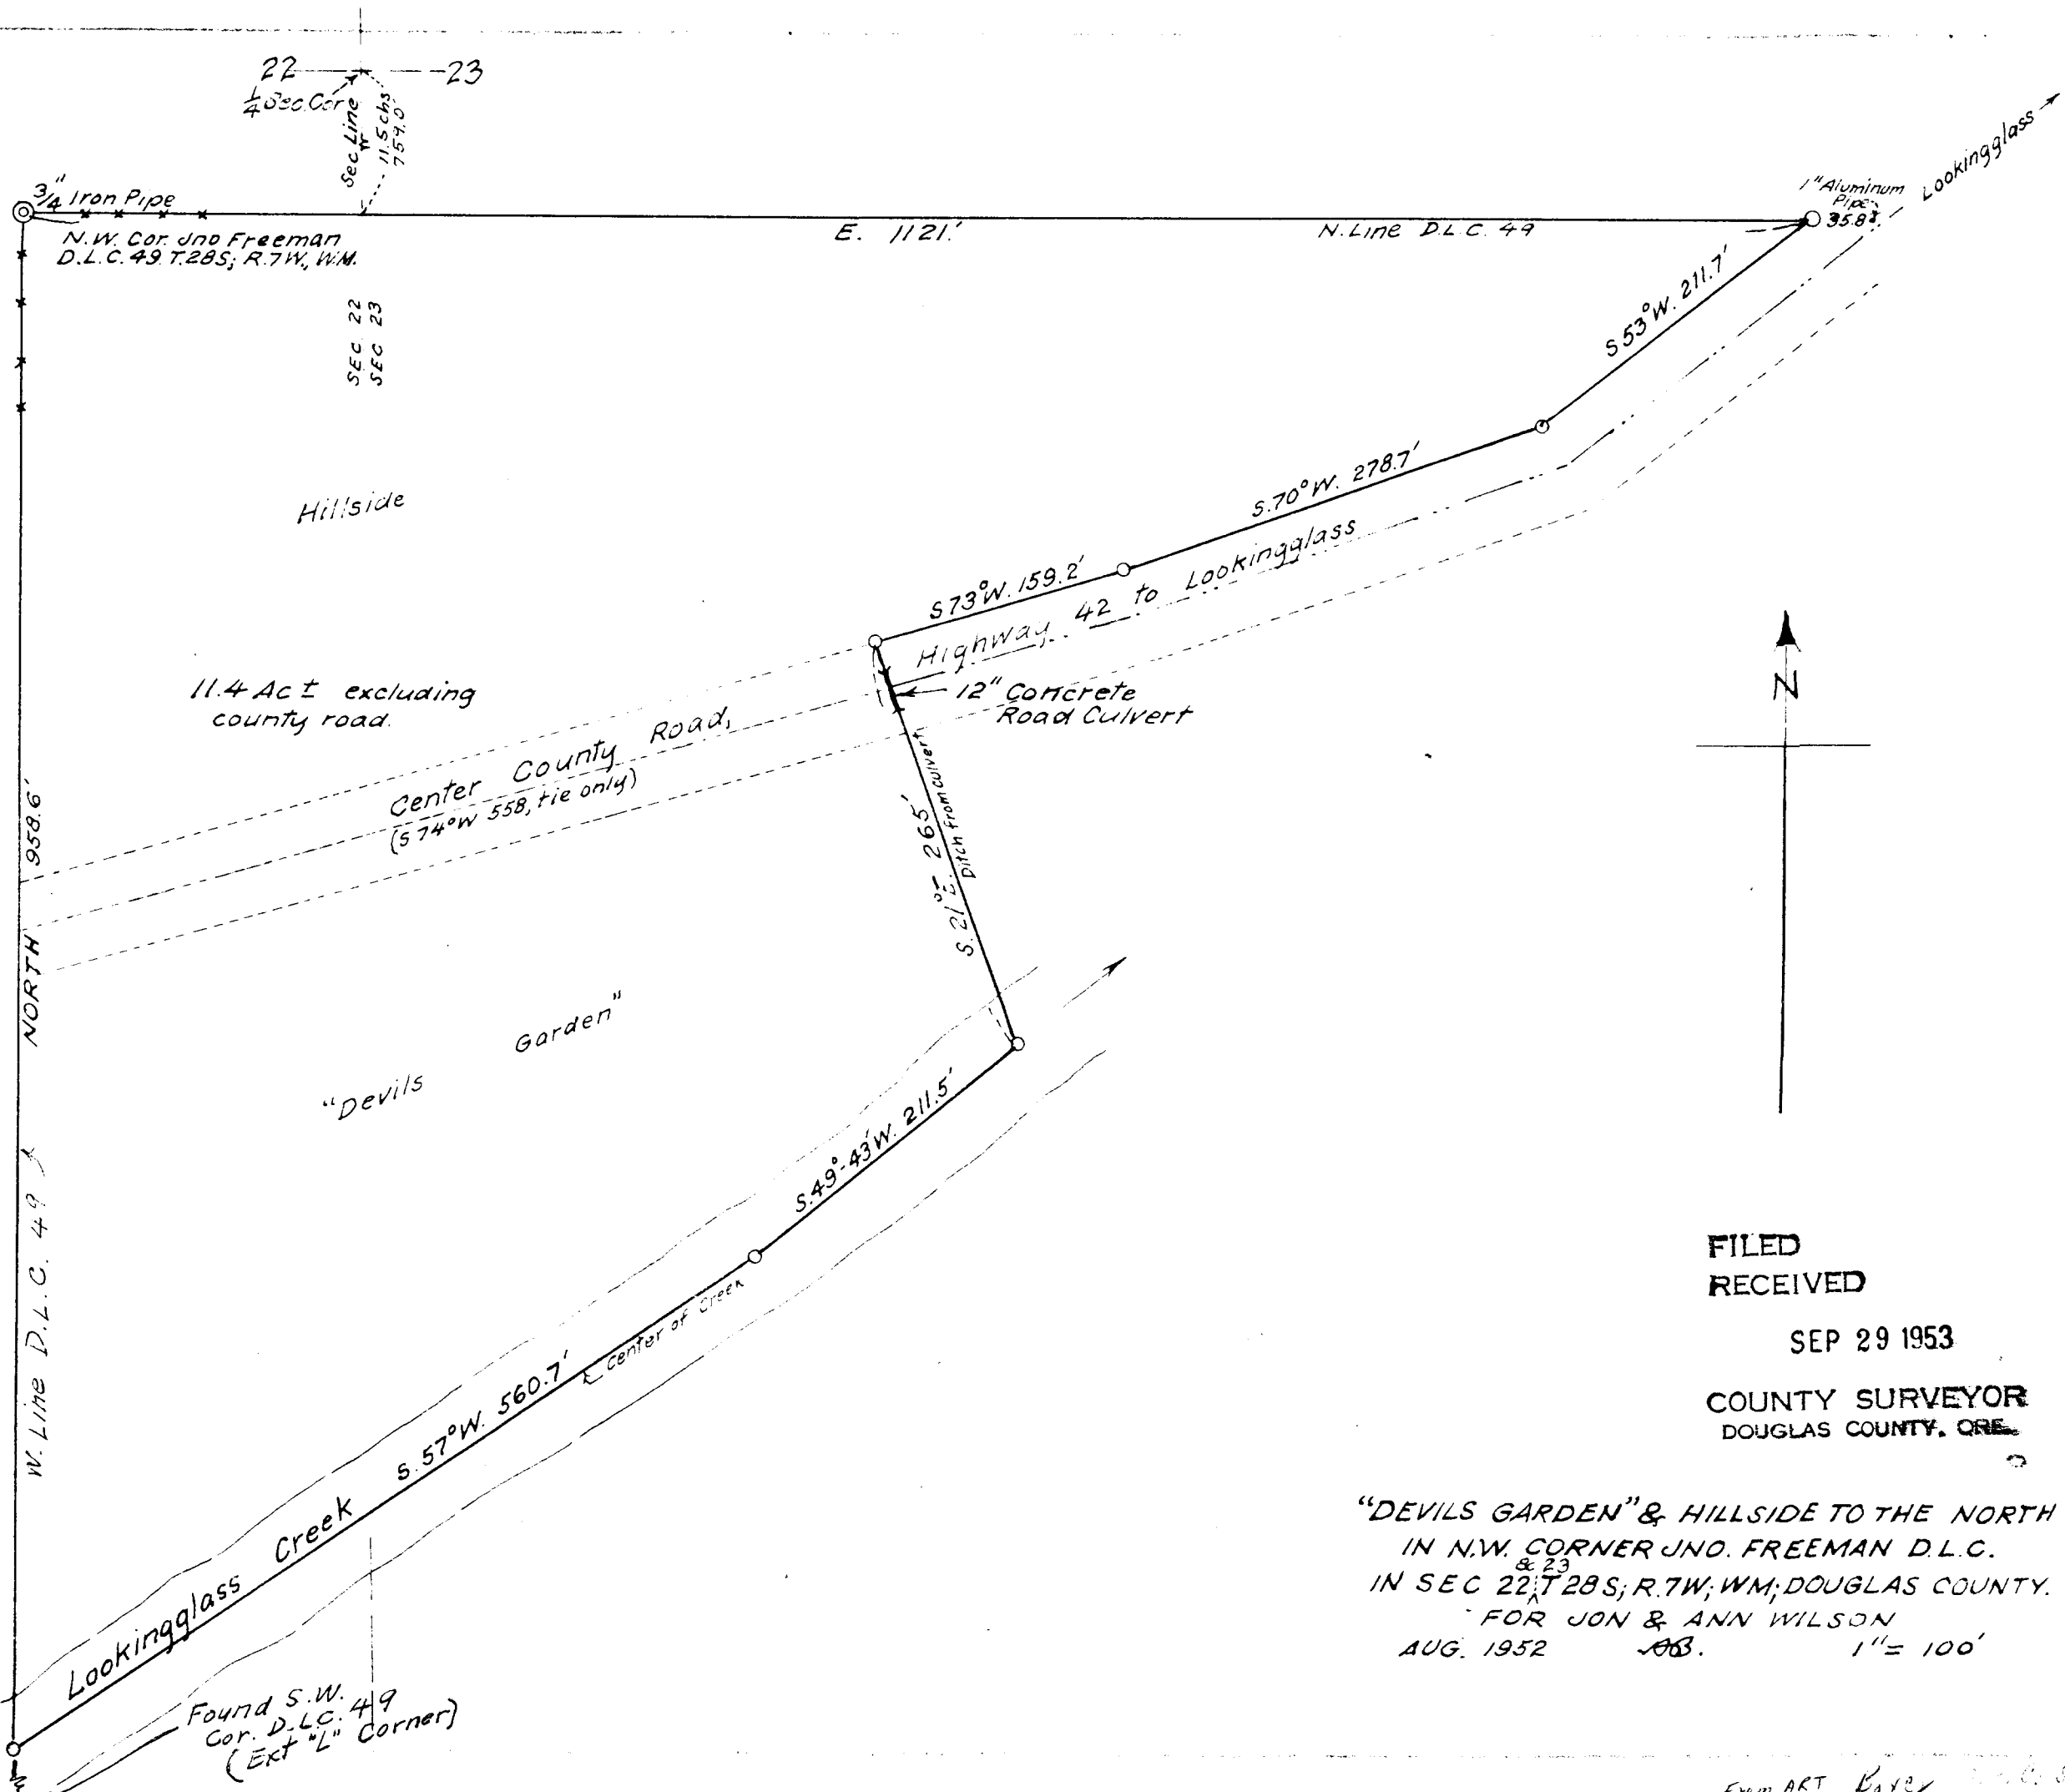 22 23
1/4 Sec. Cor
Sec Line
11.5 chs
759.0'
3/4" Iron Pipe
N.W. Cor. Jno Freeman
D.L.C. 49. T.28S; R.7W., W.M.
E. 1121.'
N. Line D.L.C. 49
1" Aluminum
Pipe
35.8'
Lookingglass
SEC 22
SEC 23
S 53° W. 211.7'
S. 70° W. 278.7'
S 73° W. 159.2'
Hillside
Highway 42 to Lookingglass
12" Concrete
Road Culvert
11.4 Ac ± excluding
county road.
Center County Road,
(S 74° W 558, tie only)
N
S. 21° E. 265'
Ditch from culvert
NORTH 958.6'
"Devils Garden"
S. 49°-43' W. 211.5'
W. Line D.L.C. 49
Center of Creek
S. 57° W. 560.7'
Lookingglass Creek
Found S.W.
Cor. D.L.C. 49
(Ext "L" Corner)
FILED
RECEIVED
SEP 29 1953
COUNTY SURVEYOR
DOUGLAS COUNTY, ORE.
"DEVILS GARDEN" & HILLSIDE TO THE NORTH
IN N.W. CORNER JNO. FREEMAN D.L.C.
& 23
IN SEC 22, T 28 S; R.7W; WM; DOUGLAS COUNTY.
FOR JON & ANN WILSON
AUG. 1952 1" = 100'
From ART